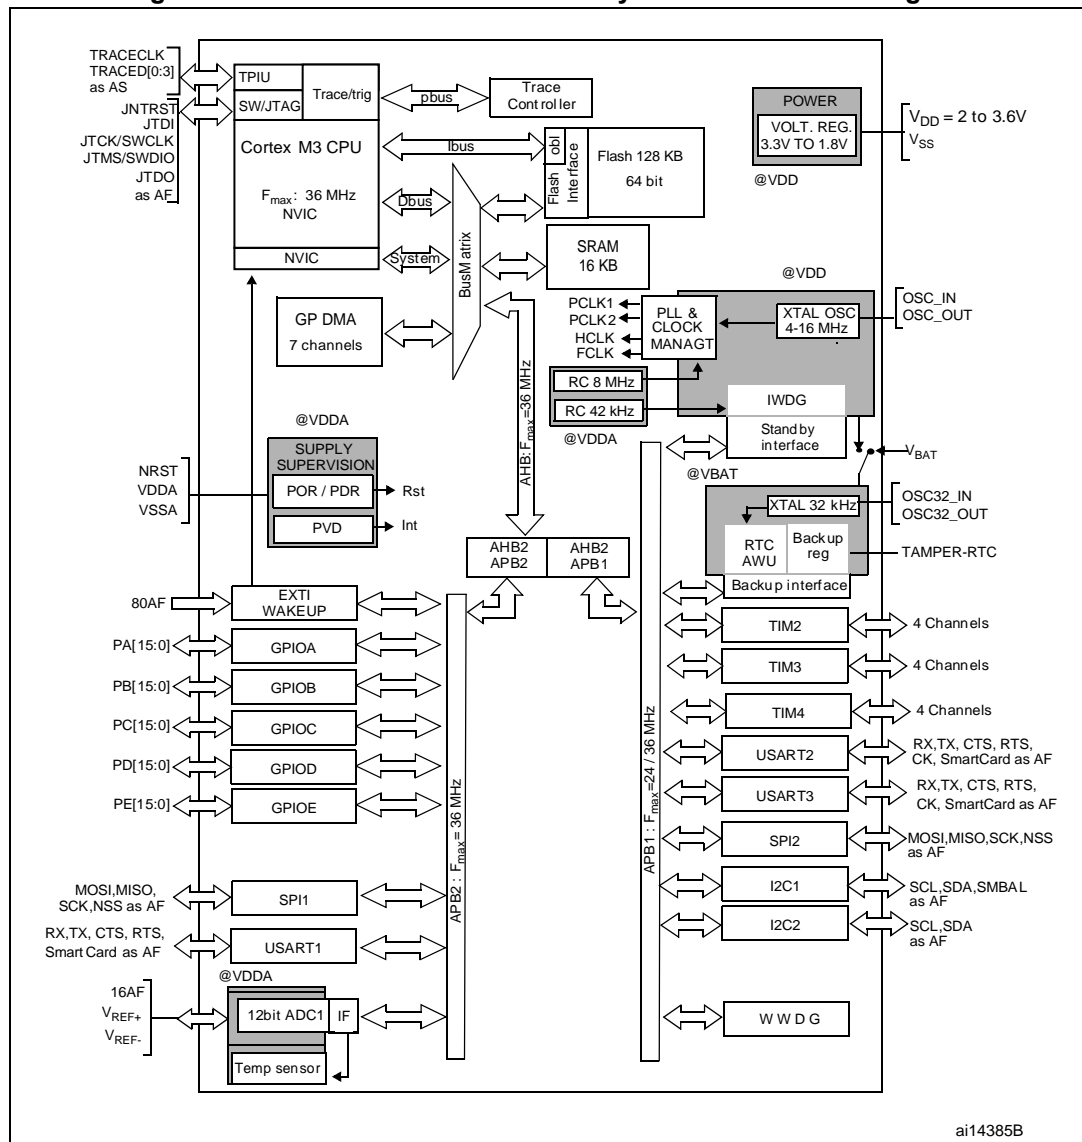 TRACECLK
TRACED[0:3]
as AS
JNTRST
JTDI
JTCK/SWCLK
JTMS/SWDIO
JTDO
as AF
TPIU
SW/JTAG
Trace/trig
Cortex M3 CPU
Fmax: 36 MHz
NVIC
NVIC
pbus
Trace
Controller
Ibus
Dbus
System
BusMatrix
Flash
obl
Interface
Flash 128 KB
64 bit
SRAM
16 KB
GP DMA
7 channels
AHB: Fmax=36 MHz
POWER
VOLT. REG.
3.3V TO 1.8V
@VDD
VDD = 2 to 3.6V
VSS
@VDD
PCLK1
PCLK2
HCLK
FCLK
PLL &
CLOCK
MANAGT
XTAL OSC
4-16 MHz
OSC_IN
OSC_OUT
RC 8 MHz
RC 42 kHz
@VDDA
IWDG
Standby
interface
@VBAT
VBAT
XTAL 32 kHz
OSC32_IN
OSC32_OUT
RTC
AWU
Backup
reg
TAMPER-RTC
Backup interface
@VDDA
SUPPLY
SUPERVISION
POR / PDR
PVD
Rst
Int
NRST
VDDA
VSSA
AHB2
APB2
AHB2
APB1
80AF
EXTI
WAKEUP
PA[15:0]
GPIOA
PB[15:0]
GPIOB
PC[15:0]
GPIOC
PD[15:0]
GPIOD
PE[15:0]
GPIOE
MOSI,MISO,
SCK,NSS as AF
SPI1
RX,TX, CTS, RTS,
SmartCard as AF
USART1
@VDDA
16AF
VREF+
VREF-
12bit ADC1
IF
Temp sensor
APB2 : Fmax= 36 MHz
APB1 : Fmax=24 / 36 MHz
TIM2
4 Channels
TIM3
4 Channels
TIM4
4 Channels
USART2
RX,TX, CTS, RTS,
CK, SmartCard as AF
USART3
RX,TX, CTS, RTS,
CK, SmartCard as AF
SPI2
MOSI,MISO,SCK,NSS
as AF
I2C1
SCL,SDA,SMBAL
as AF
I2C2
SCL,SDA
as AF
WWDG
ai14385B